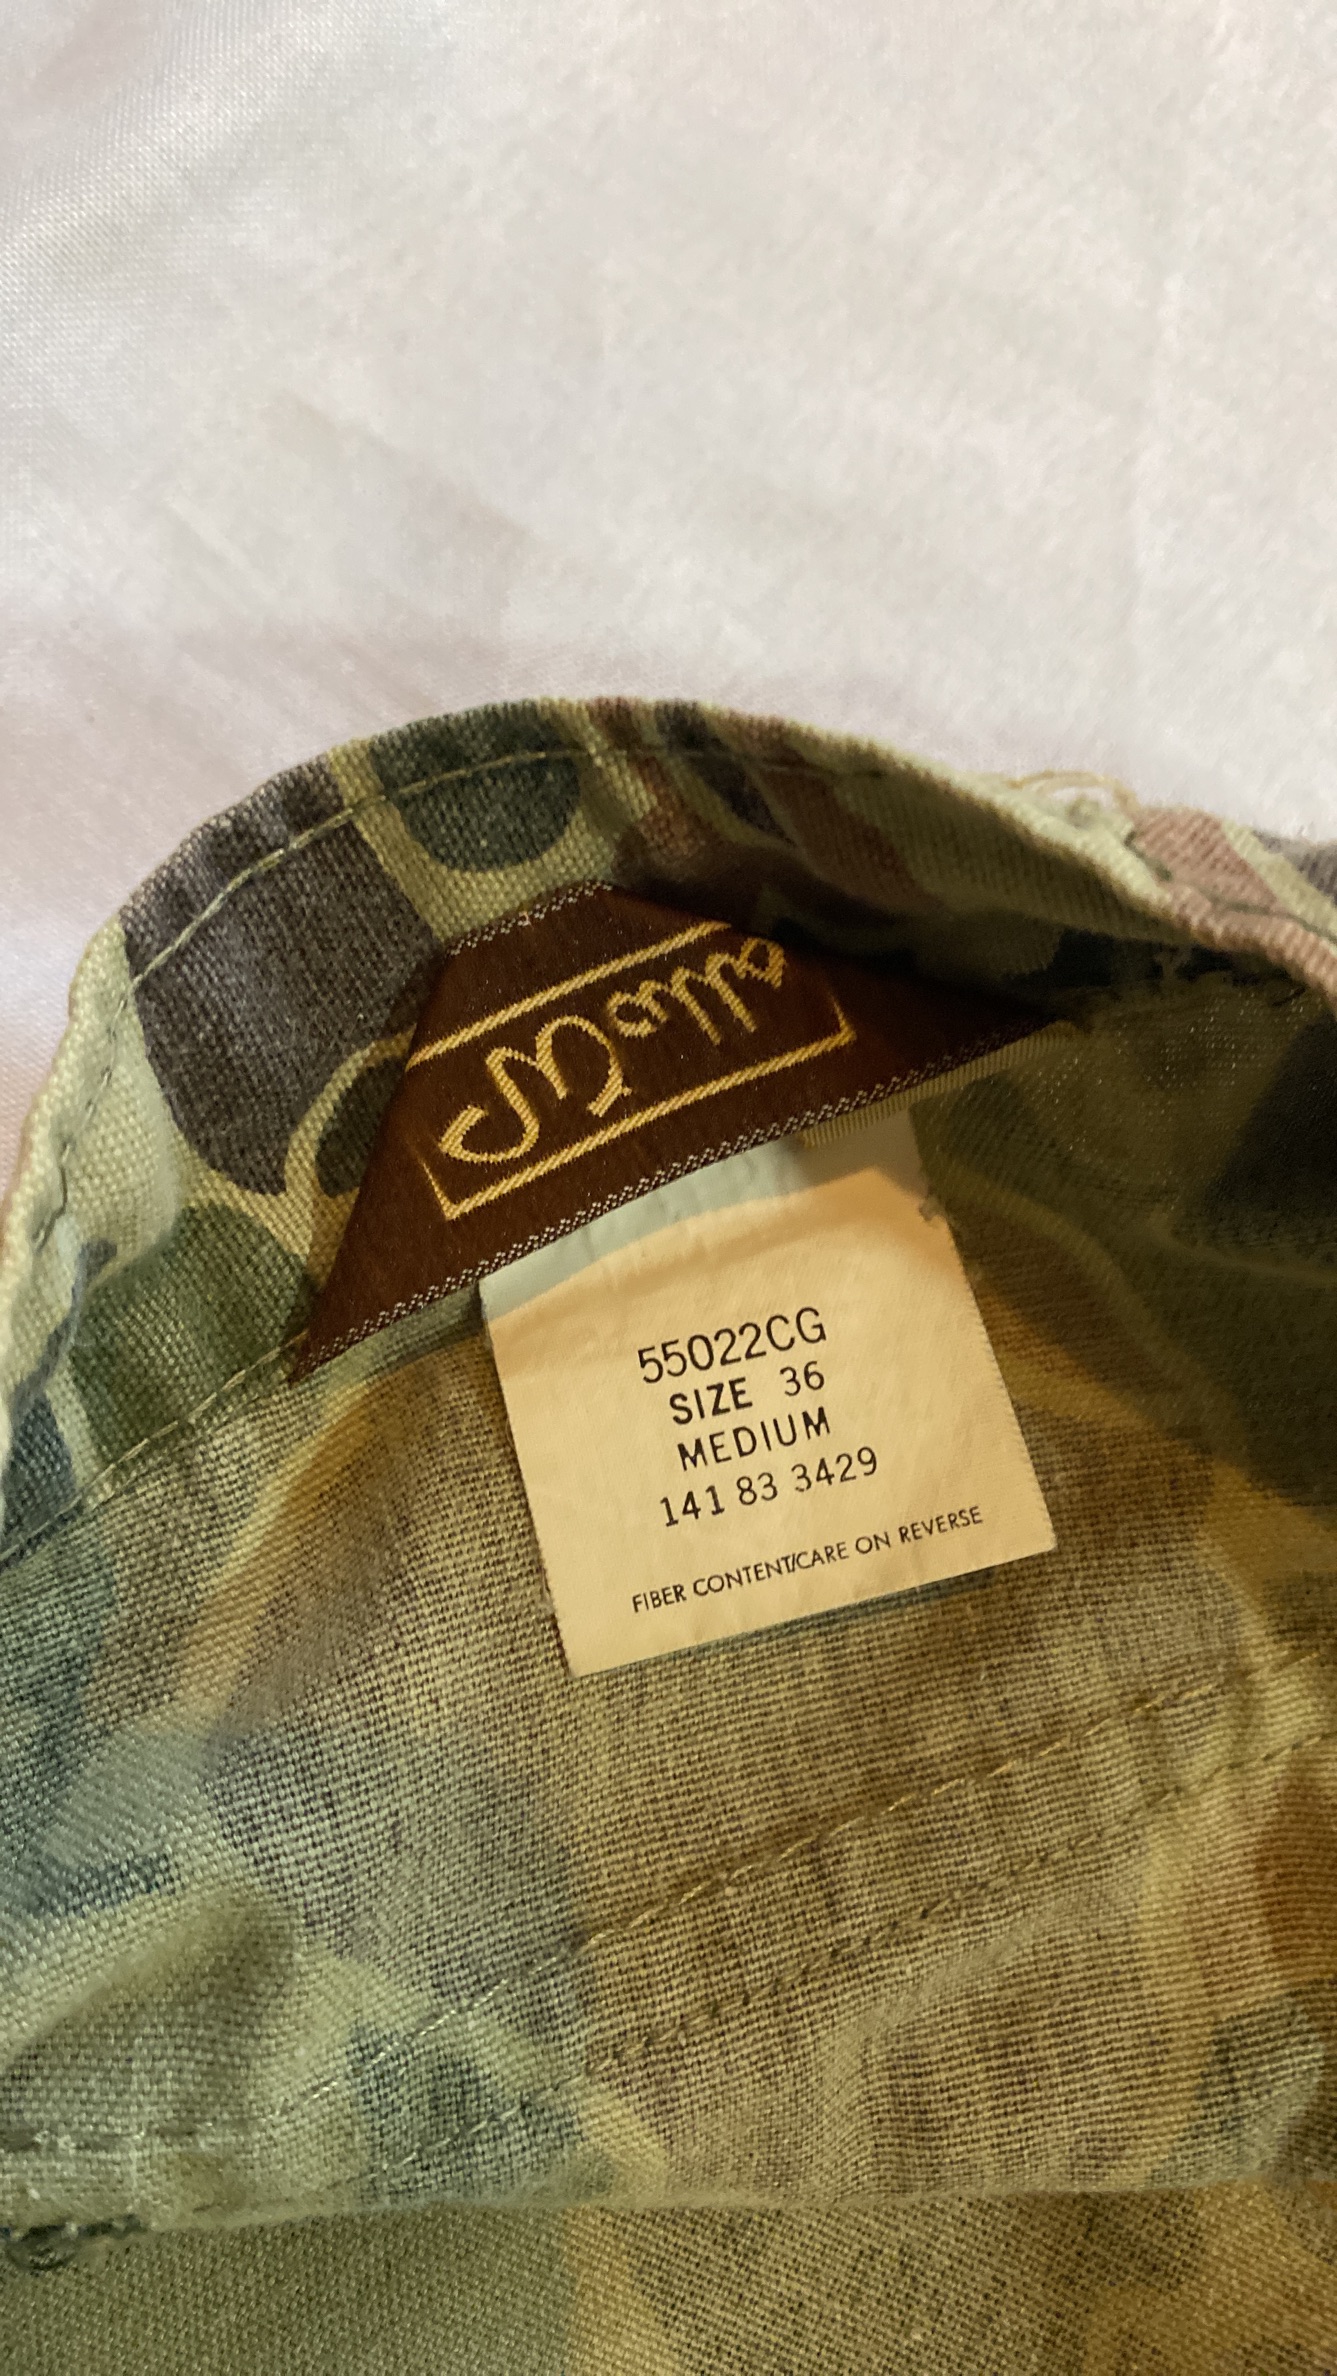 55022CG
SIZE 36
MEDIUM
141 83 3429
FIBER CONTENT/CARE ON REVERSE